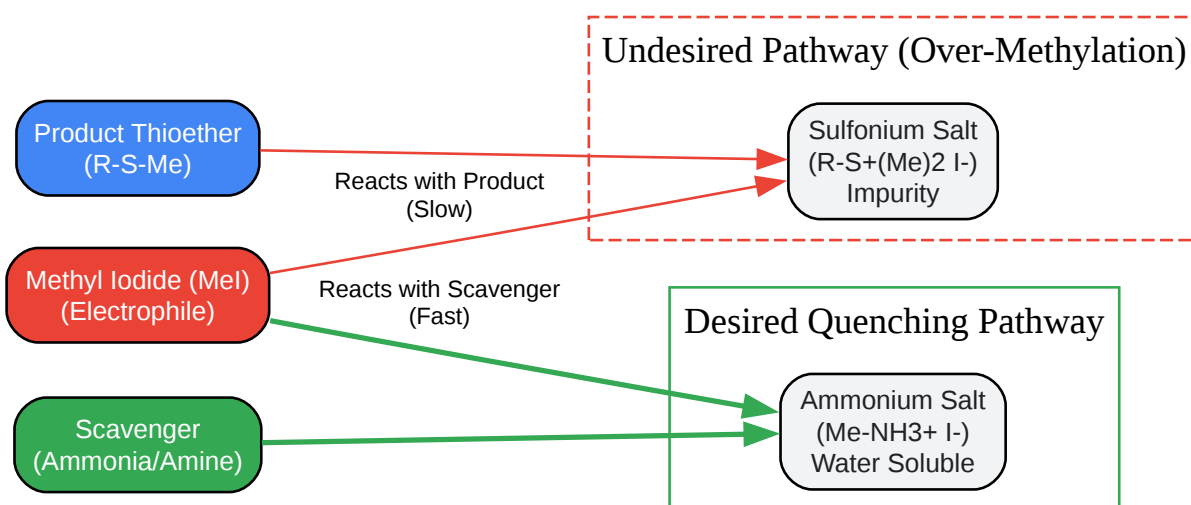 Undesired Pathway (Over-Methylation)
Product Thioether
(R-S-Me)
Sulfonium Salt
(R-S+(Me)2 I-)
Impurity
Reacts with Product
(Slow)
Methyl Iodide (MeI)
(Electrophile)
Reacts with Scavenger
(Fast)
Desired Quenching Pathway
Scavenger
(Ammonia/Amine)
Ammonium Salt
(Me-NH3+ I-)
Water Soluble